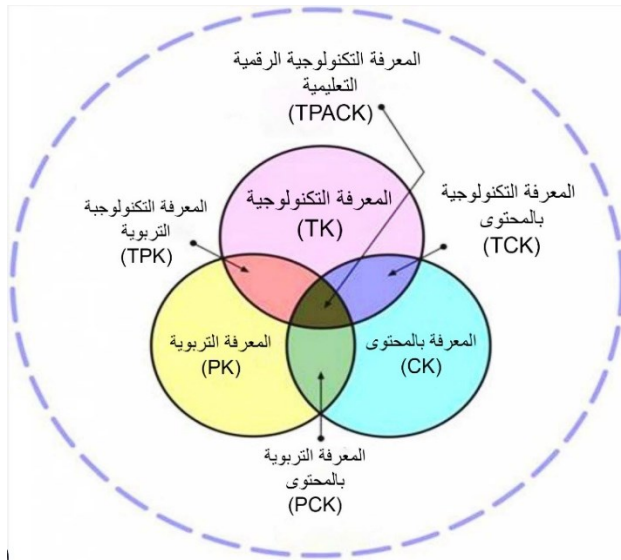 المعرفة التكنولوجية الرقمية
التعليمية
(TPACK)
المعرفة التكنولوجية
(TK)
المعرفة التكنولوجية
بالمحتوى
(TCK)
المعرفة التكنولوجبة
التربوية
(TPK)
المعرفة بالمحتوى
(CK)
المعرفة التربوية
(PK)
المعرفة التربوية
بالمحتوى
(PCK)